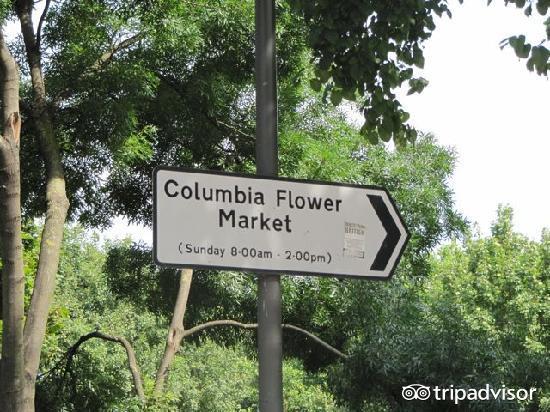 Columbia Flower
Market
(Sunday 8·00am - 2·00pm)
tripadvisor